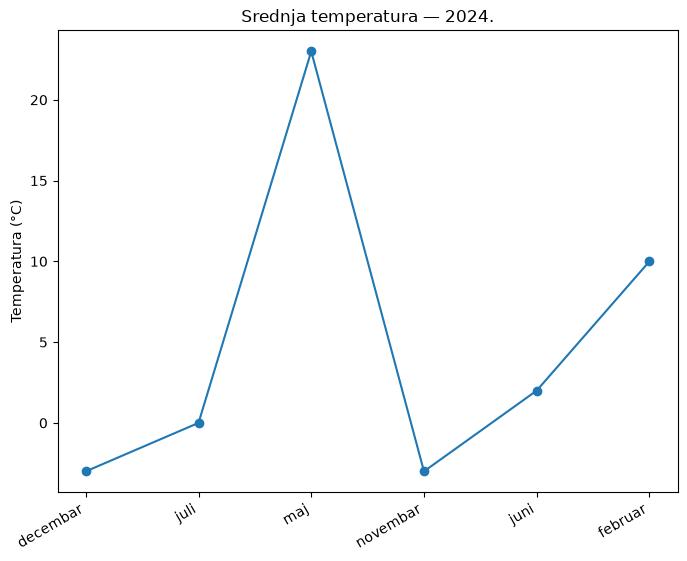 Srednja temperatura — 2024.
Temperatura (°C)
20
15
10
5
0
decembar
juli
maj
novembar
juni
februar